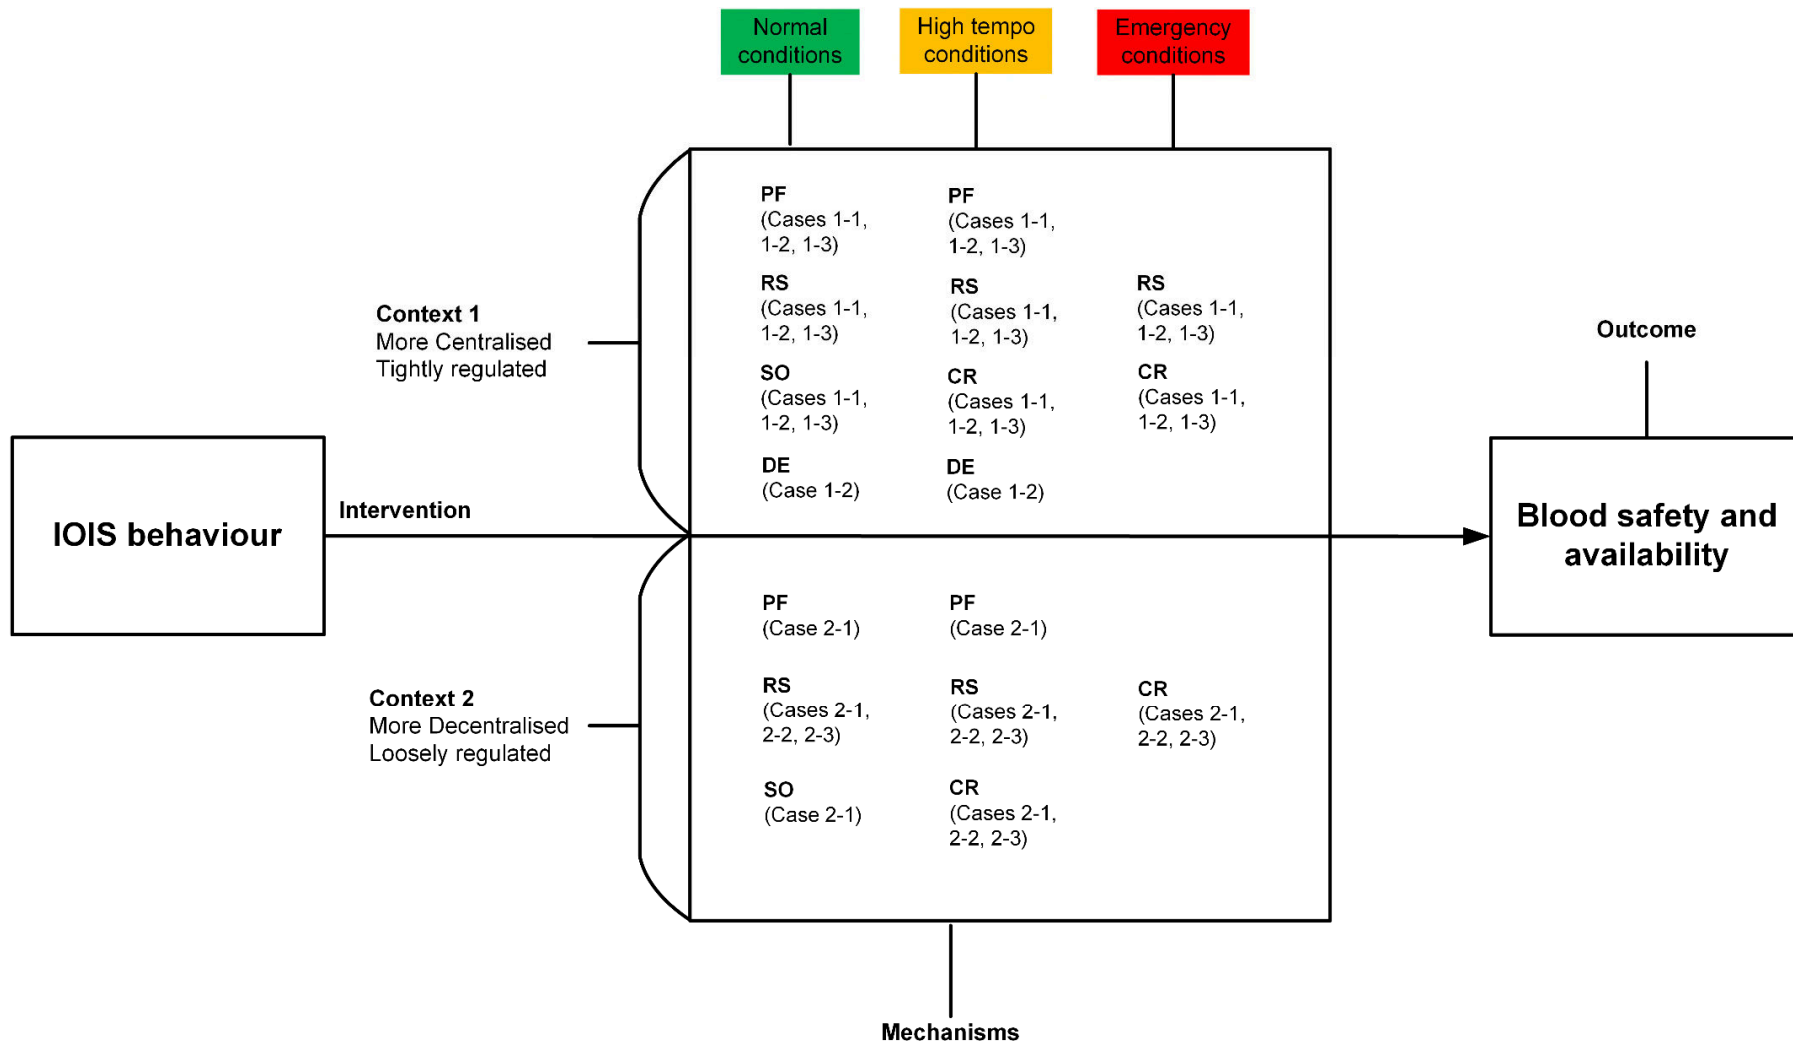 Normal
conditions
High tempo
conditions
Emergency
conditions
PF
(Cases 1-1,
1-2, 1-3)
PF
(Cases 1-1,
1-2, 1-3)
RS
(Cases 1-1,
1-2, 1-3)
RS
(Cases 1-1,
1-2, 1-3)
RS
(Cases 1-1,
1-2, 1-3)
Context 1
More Centralised
Tightly regulated
Outcome
SO
(Cases 1-1,
1-2, 1-3)
CR
(Cases 1-1,
1-2, 1-3)
CR
(Cases 1-1,
1-2, 1-3)
DE
(Case 1-2)
DE
(Case 1-2)
IOIS behaviour
Intervention
Blood safety and
availability
PF
(Case 2-1)
PF
(Case 2-1)
Context 2
More Decentralised
Loosely regulated
RS
(Cases 2-1,
2-2, 2-3)
RS
(Cases 2-1,
2-2, 2-3)
CR
(Cases 2-1,
2-2, 2-3)
SO
(Case 2-1)
CR
(Cases 2-1,
2-2, 2-3)
Mechanisms